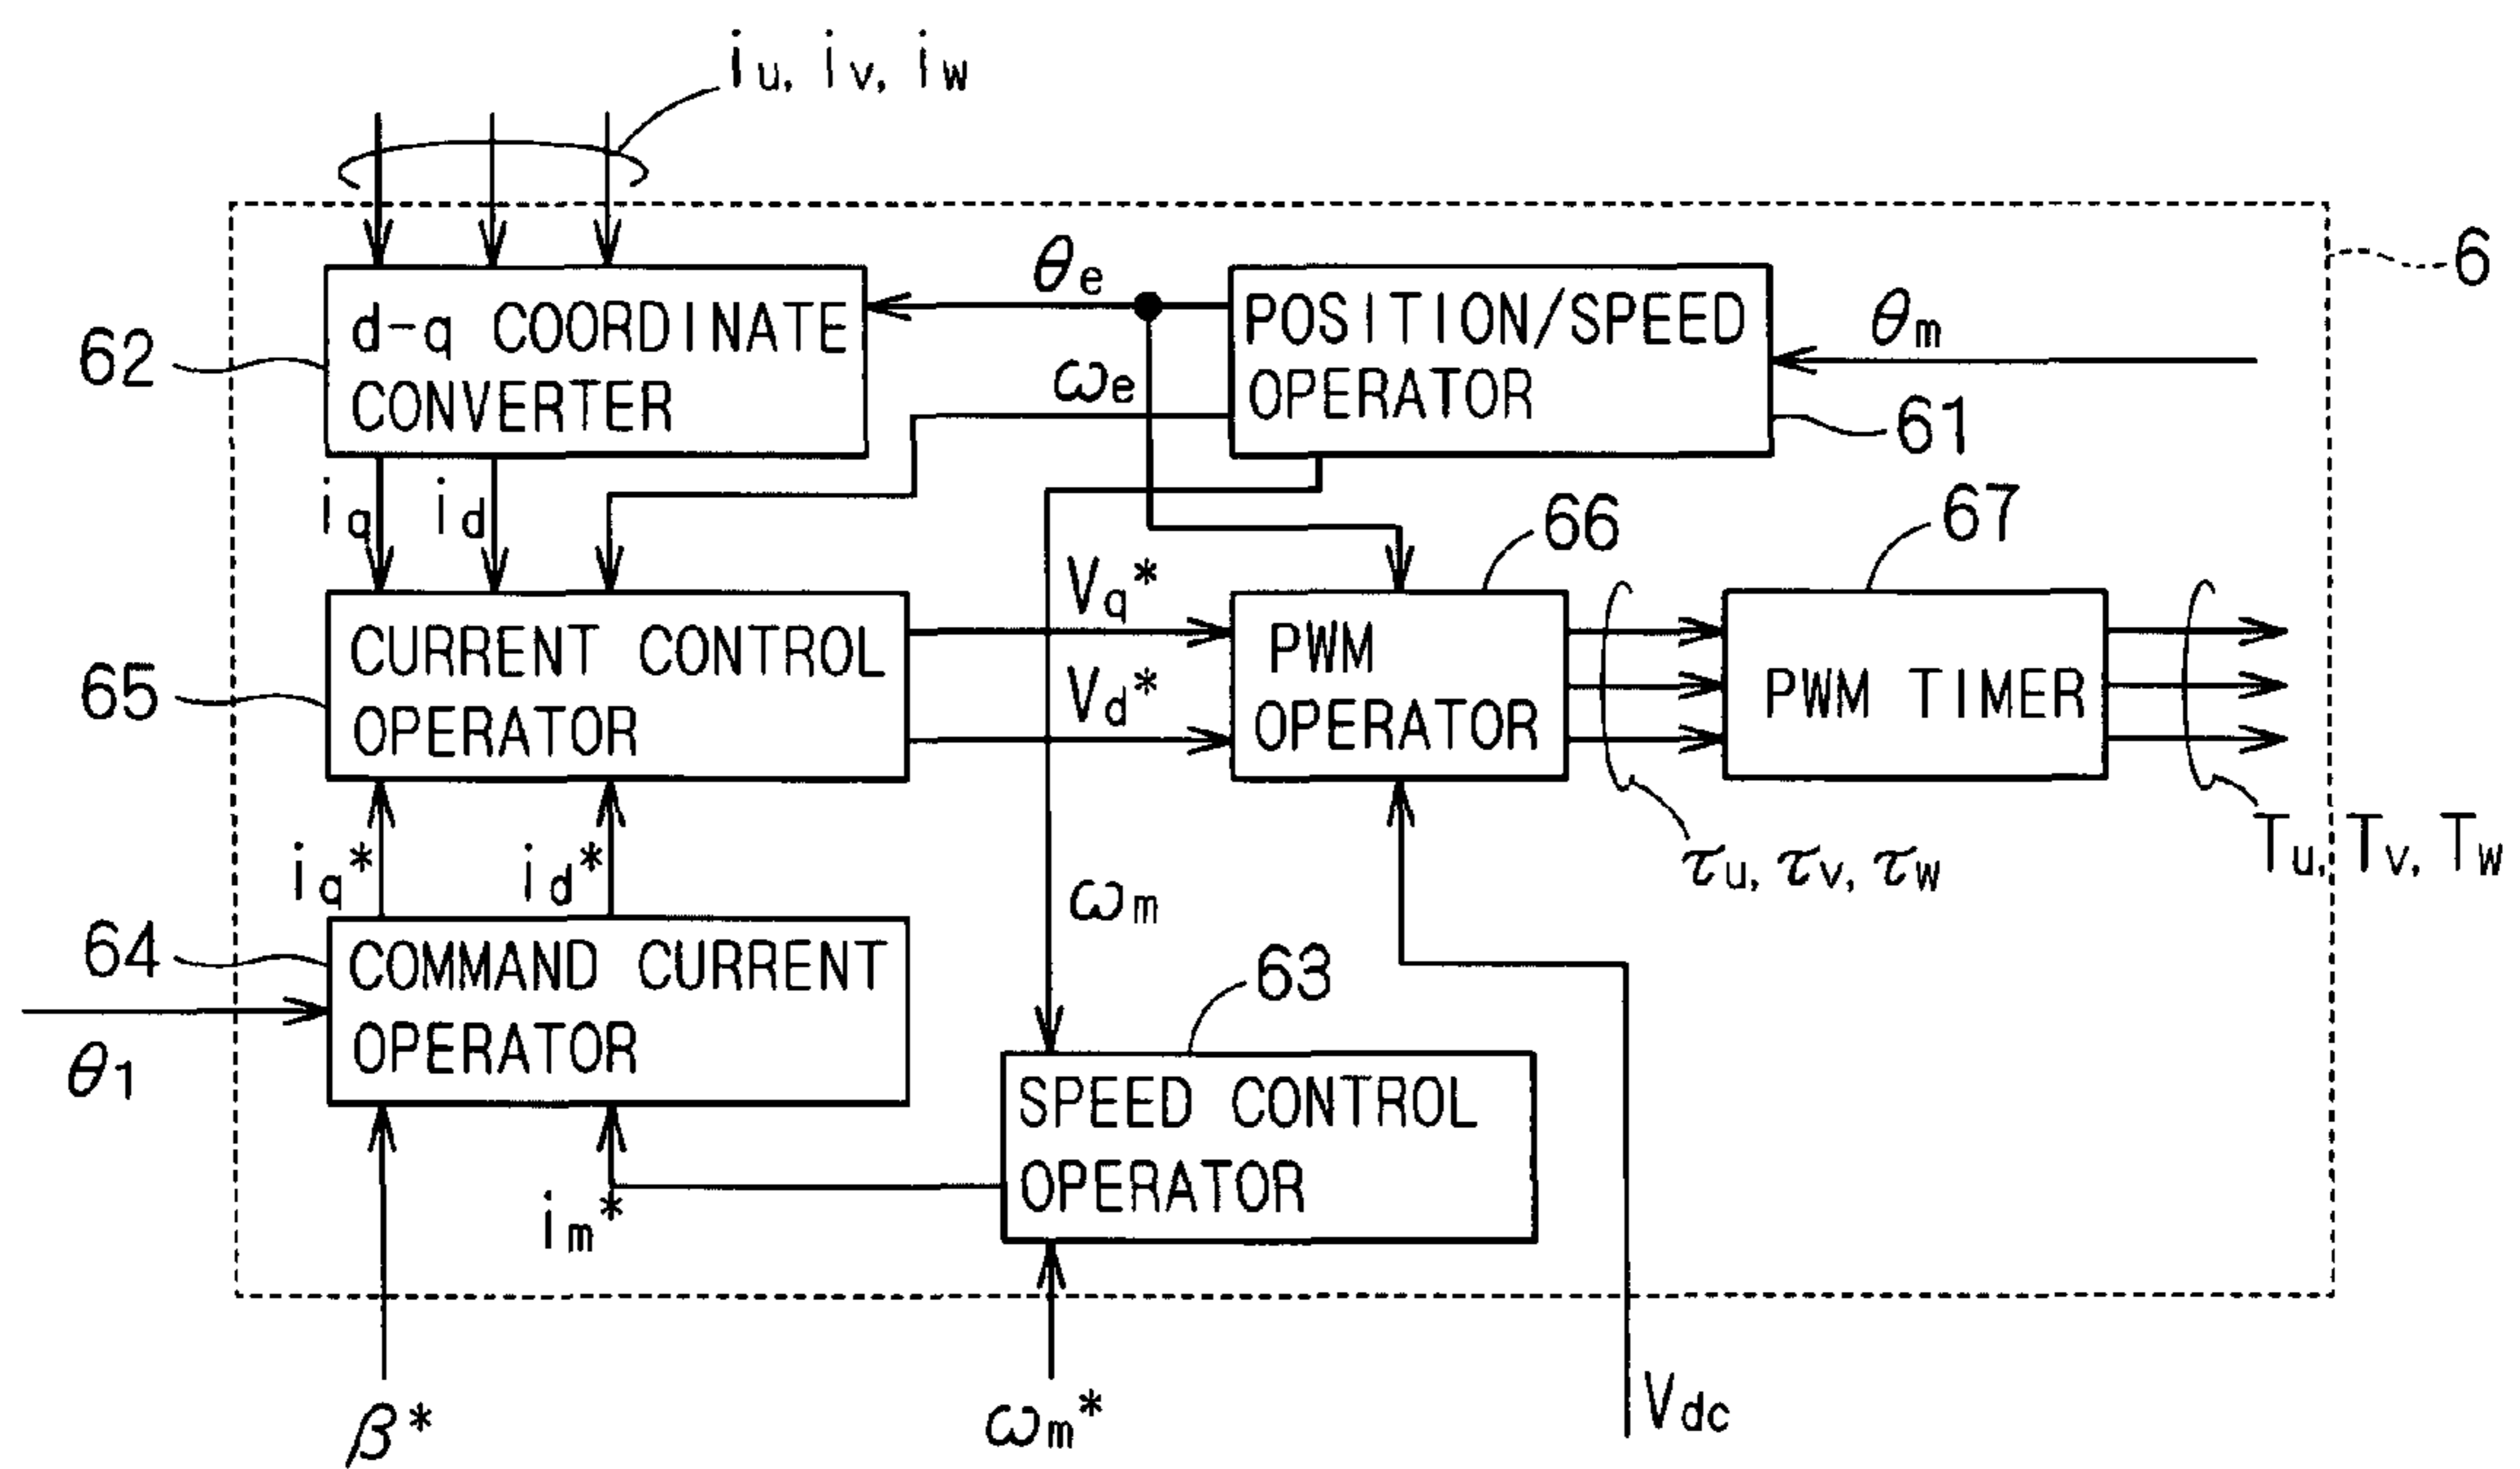 iu, iv, iw
6
θe
θm
62
d-q COORDINATE
CONVERTER
POSITION/SPEED
OPERATOR
ωe
61
iq
id
66
67
Vq*
65
CURRENT CONTROL
OPERATOR
Vd*
PWM
OPERATOR
PWM TIMER
iq*
id*
τu, τv, τw
Tu, Tv, Tw
ωm
64
COMMAND CURRENT
OPERATOR
63
θ1
SPEED CONTROL
OPERATOR
im*
β*
ωm*
Vdc